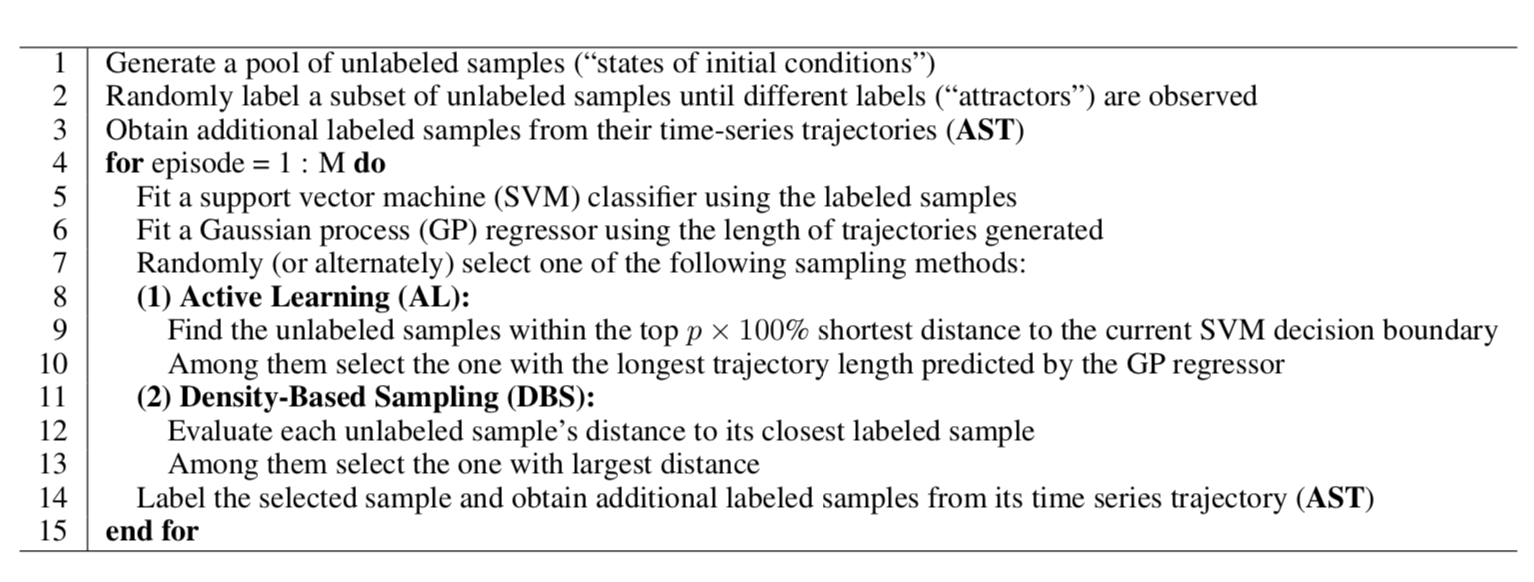 1 Generate a pool of unlabeled samples (“states of initial conditions”)
2 Randomly label a subset of unlabeled samples until different labels (“attractors”) are observed
3 Obtain additional labeled samples from their time-series trajectories (AST)
4 for episode = 1 : M do
5 Fit a support vector machine (SVM) classifier using the labeled samples
6 Fit a Gaussian process (GP) regressor using the length of trajectories generated
7 Randomly (or alternately) select one of the following sampling methods:
8 (1) Active Learning (AL):
9 Find the unlabeled samples within the top p × 100% shortest distance to the current SVM decision boundary
10 Among them select the one with the longest trajectory length predicted by the GP regressor
11 (2) Density-Based Sampling (DBS):
12 Evaluate each unlabeled sample’s distance to its closest labeled sample
13 Among them select the one with largest distance
14 Label the selected sample and obtain additional labeled samples from its time series trajectory (AST)
15 end for